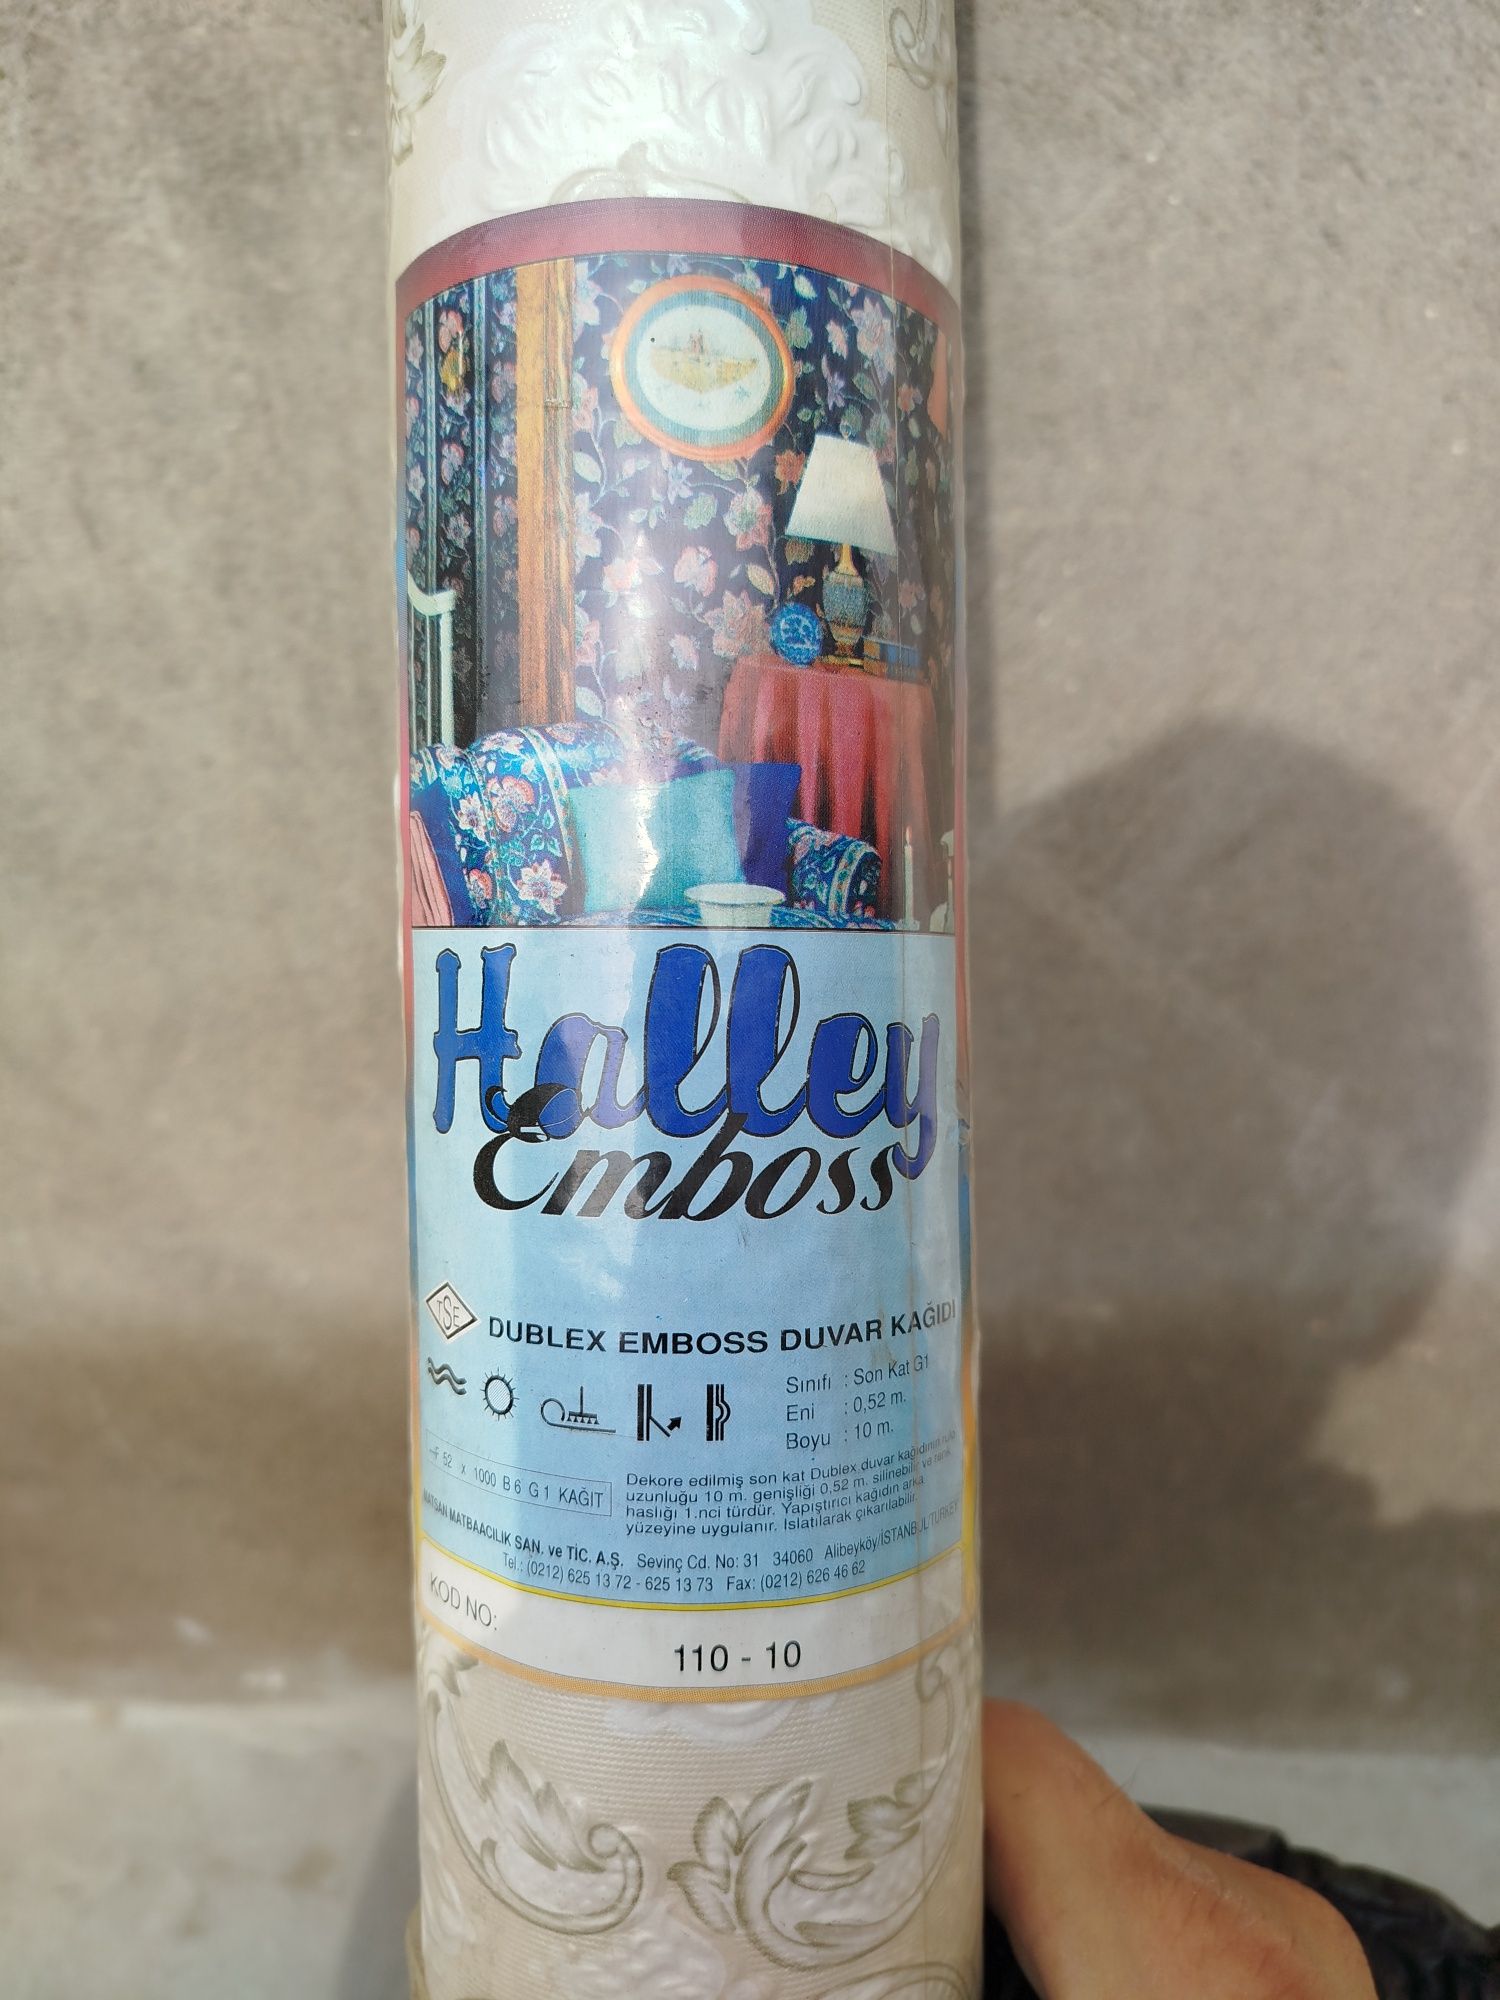 Halley
Emboss
TSE
DUBLEX EMBOSS DUVAR KAĞIDI
Sınıfı : Son Kat G1
Eni : 0,52 m.
Boyu : 10 m.
F 52 x 1000 B 6 G 1 KAĞIT
Dekore edilmiş son kat Dublex duvar kağıdının rulo
uzunluğu 10 m. genişliği 0,52 m. silinebilir ve renk
haslığı 1.nci türdür. Yapıştırıcı kağıdın arka
yüzeyine uygulanır. Islatılarak çıkarılabilir.
MATSAN MATBAACILIK SAN. ve TİC. A.Ş. Sevinç Cd. No: 31 34060 Alibeyköy/İSTANBUL/TURKEY
Tel.: (0212) 625 13 72 - 625 13 73 Fax: (0212) 626 46 62
KOD NO:
110 - 10